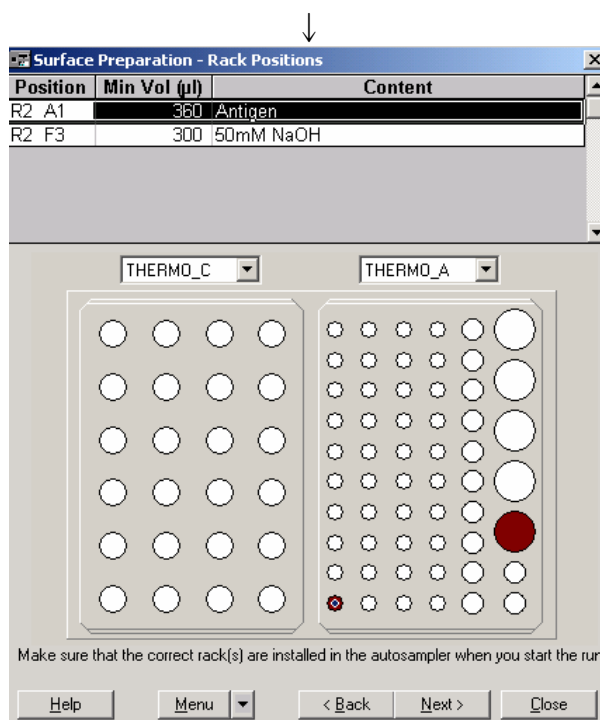 Surface Preparation - Rack Positions
Position Min Vol (µl) Content
R2 A1 360 Antigen
R2 F3 300 50mM NaOH
THERMO_C THERMO_A
Make sure that the correct rack(s) are installed in the autosampler when you start the run
Help Menu < Back Next > Close